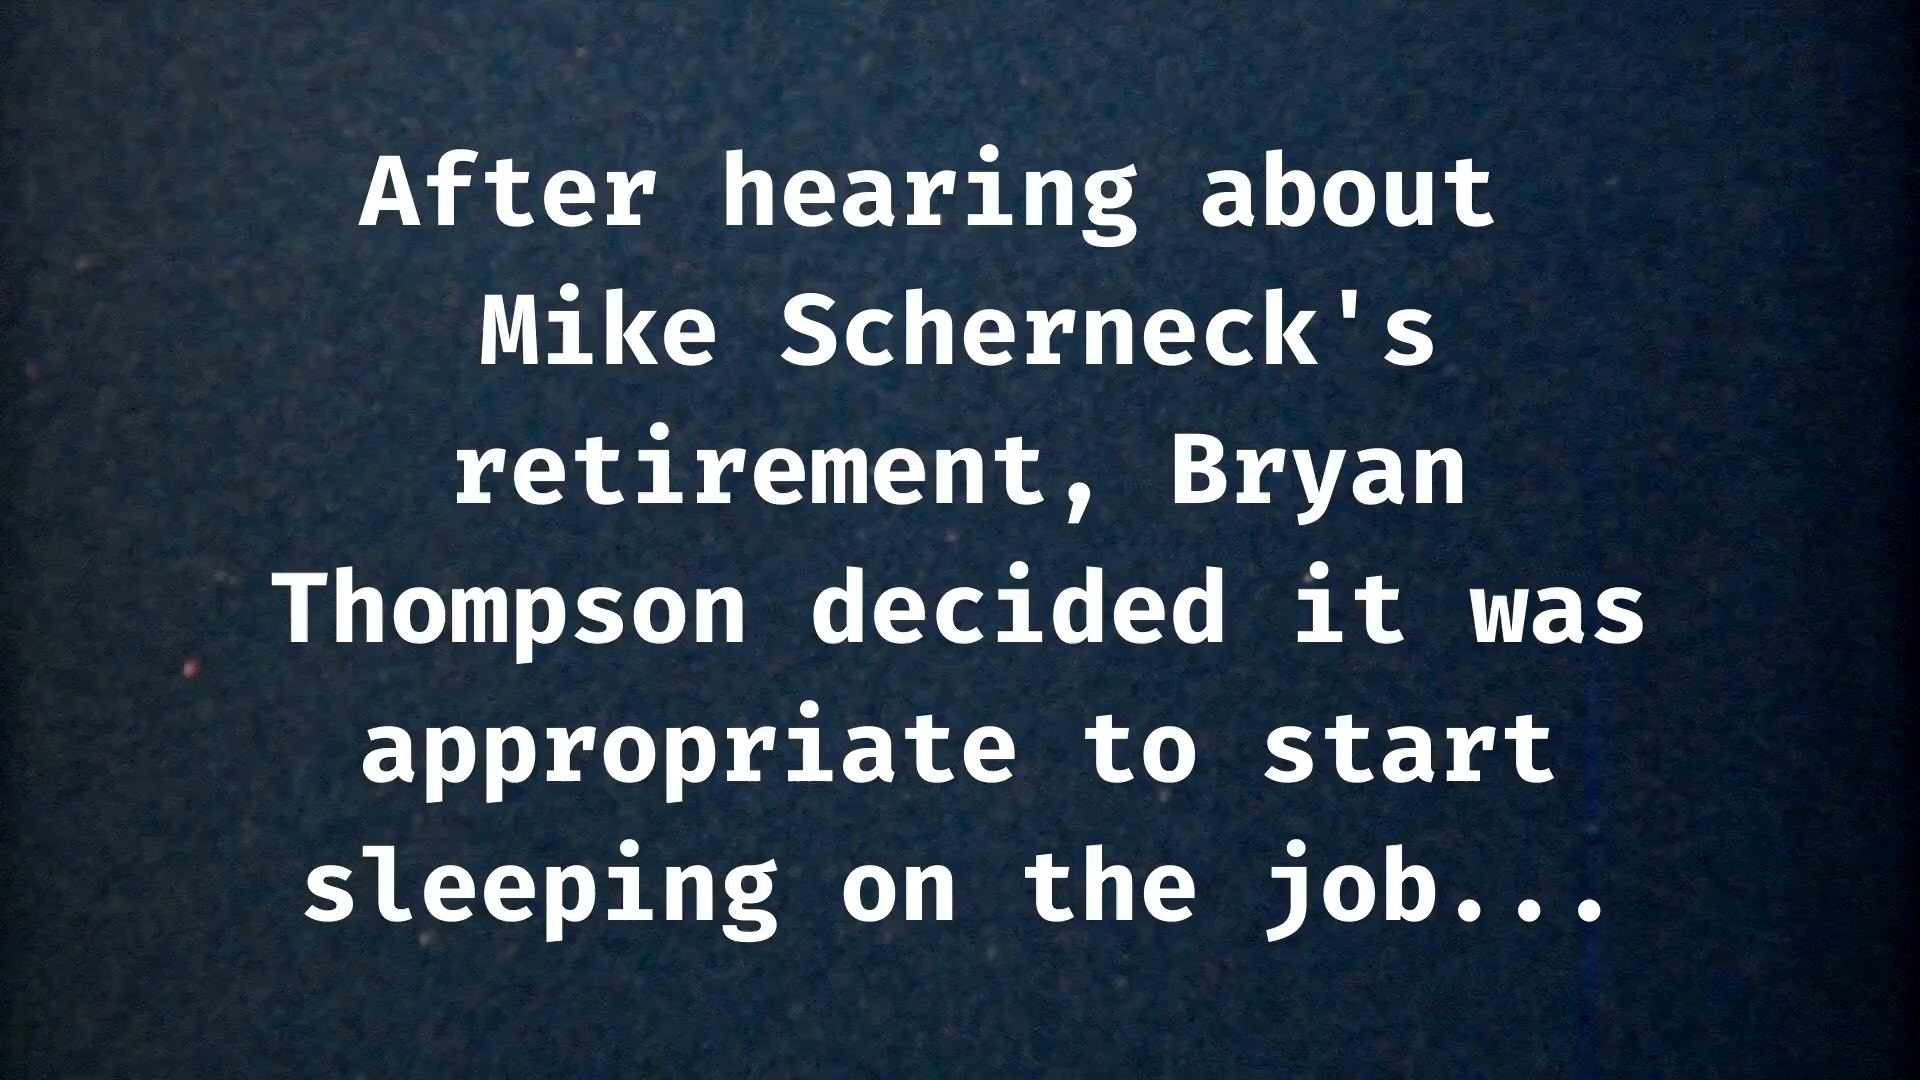 After hearing about
Mike Scherneck's
retirement, Bryan
Thompson decided it was
appropriate to start
sleeping on the job...